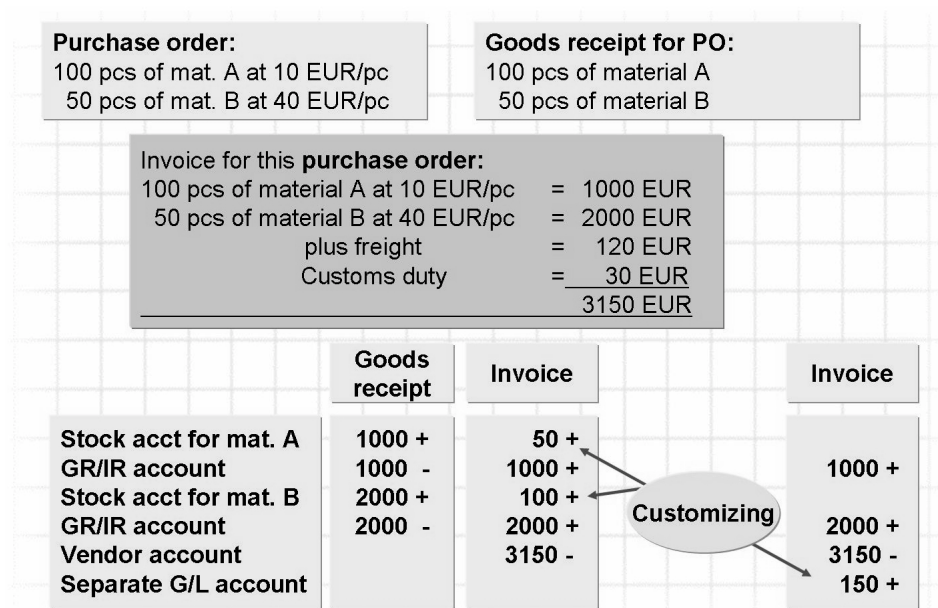 Purchase order:
100 pcs of mat. A at 10 EUR/pc
50 pcs of mat. B at 40 EUR/pc
Goods receipt for PO:
100 pcs of material A
50 pcs of material B
Invoice for this purchase order:
100 pcs of material A at 10 EUR/pc = 1000 EUR
50 pcs of material B at 40 EUR/pc = 2000 EUR
plus freight = 120 EUR
Customs duty = 30 EUR
3150 EUR
Goods
receipt Invoice Invoice
Stock acct for mat. A 1000 + 50 +
GR/IR account 1000 - 1000 + 1000 +
Stock acct for mat. B 2000 + 100 +
Customizing
GR/IR account 2000 - 2000 + 2000 +
Vendor account 3150 - 3150 -
Separate G/L account 150 +